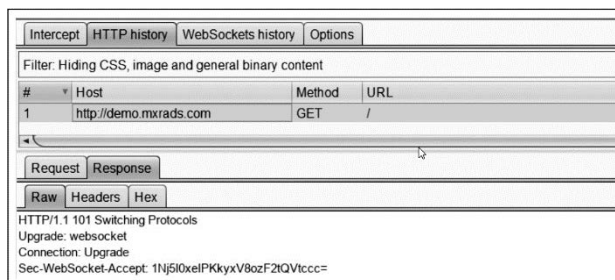 Intercept HTTP history WebSockets history Options
Filter: Hiding CSS, image and general binary content
# Host Method URL
1 http://demo.mxrads.com GET /
Request Response
Raw Headers Hex
HTTP/1.1 101 Switching Protocols
Upgrade: websocket
Connection: Upgrade
Sec-WebSocket-Accept: 1Nj5I0xeIPKkyxV8ozF2tQVtccc=